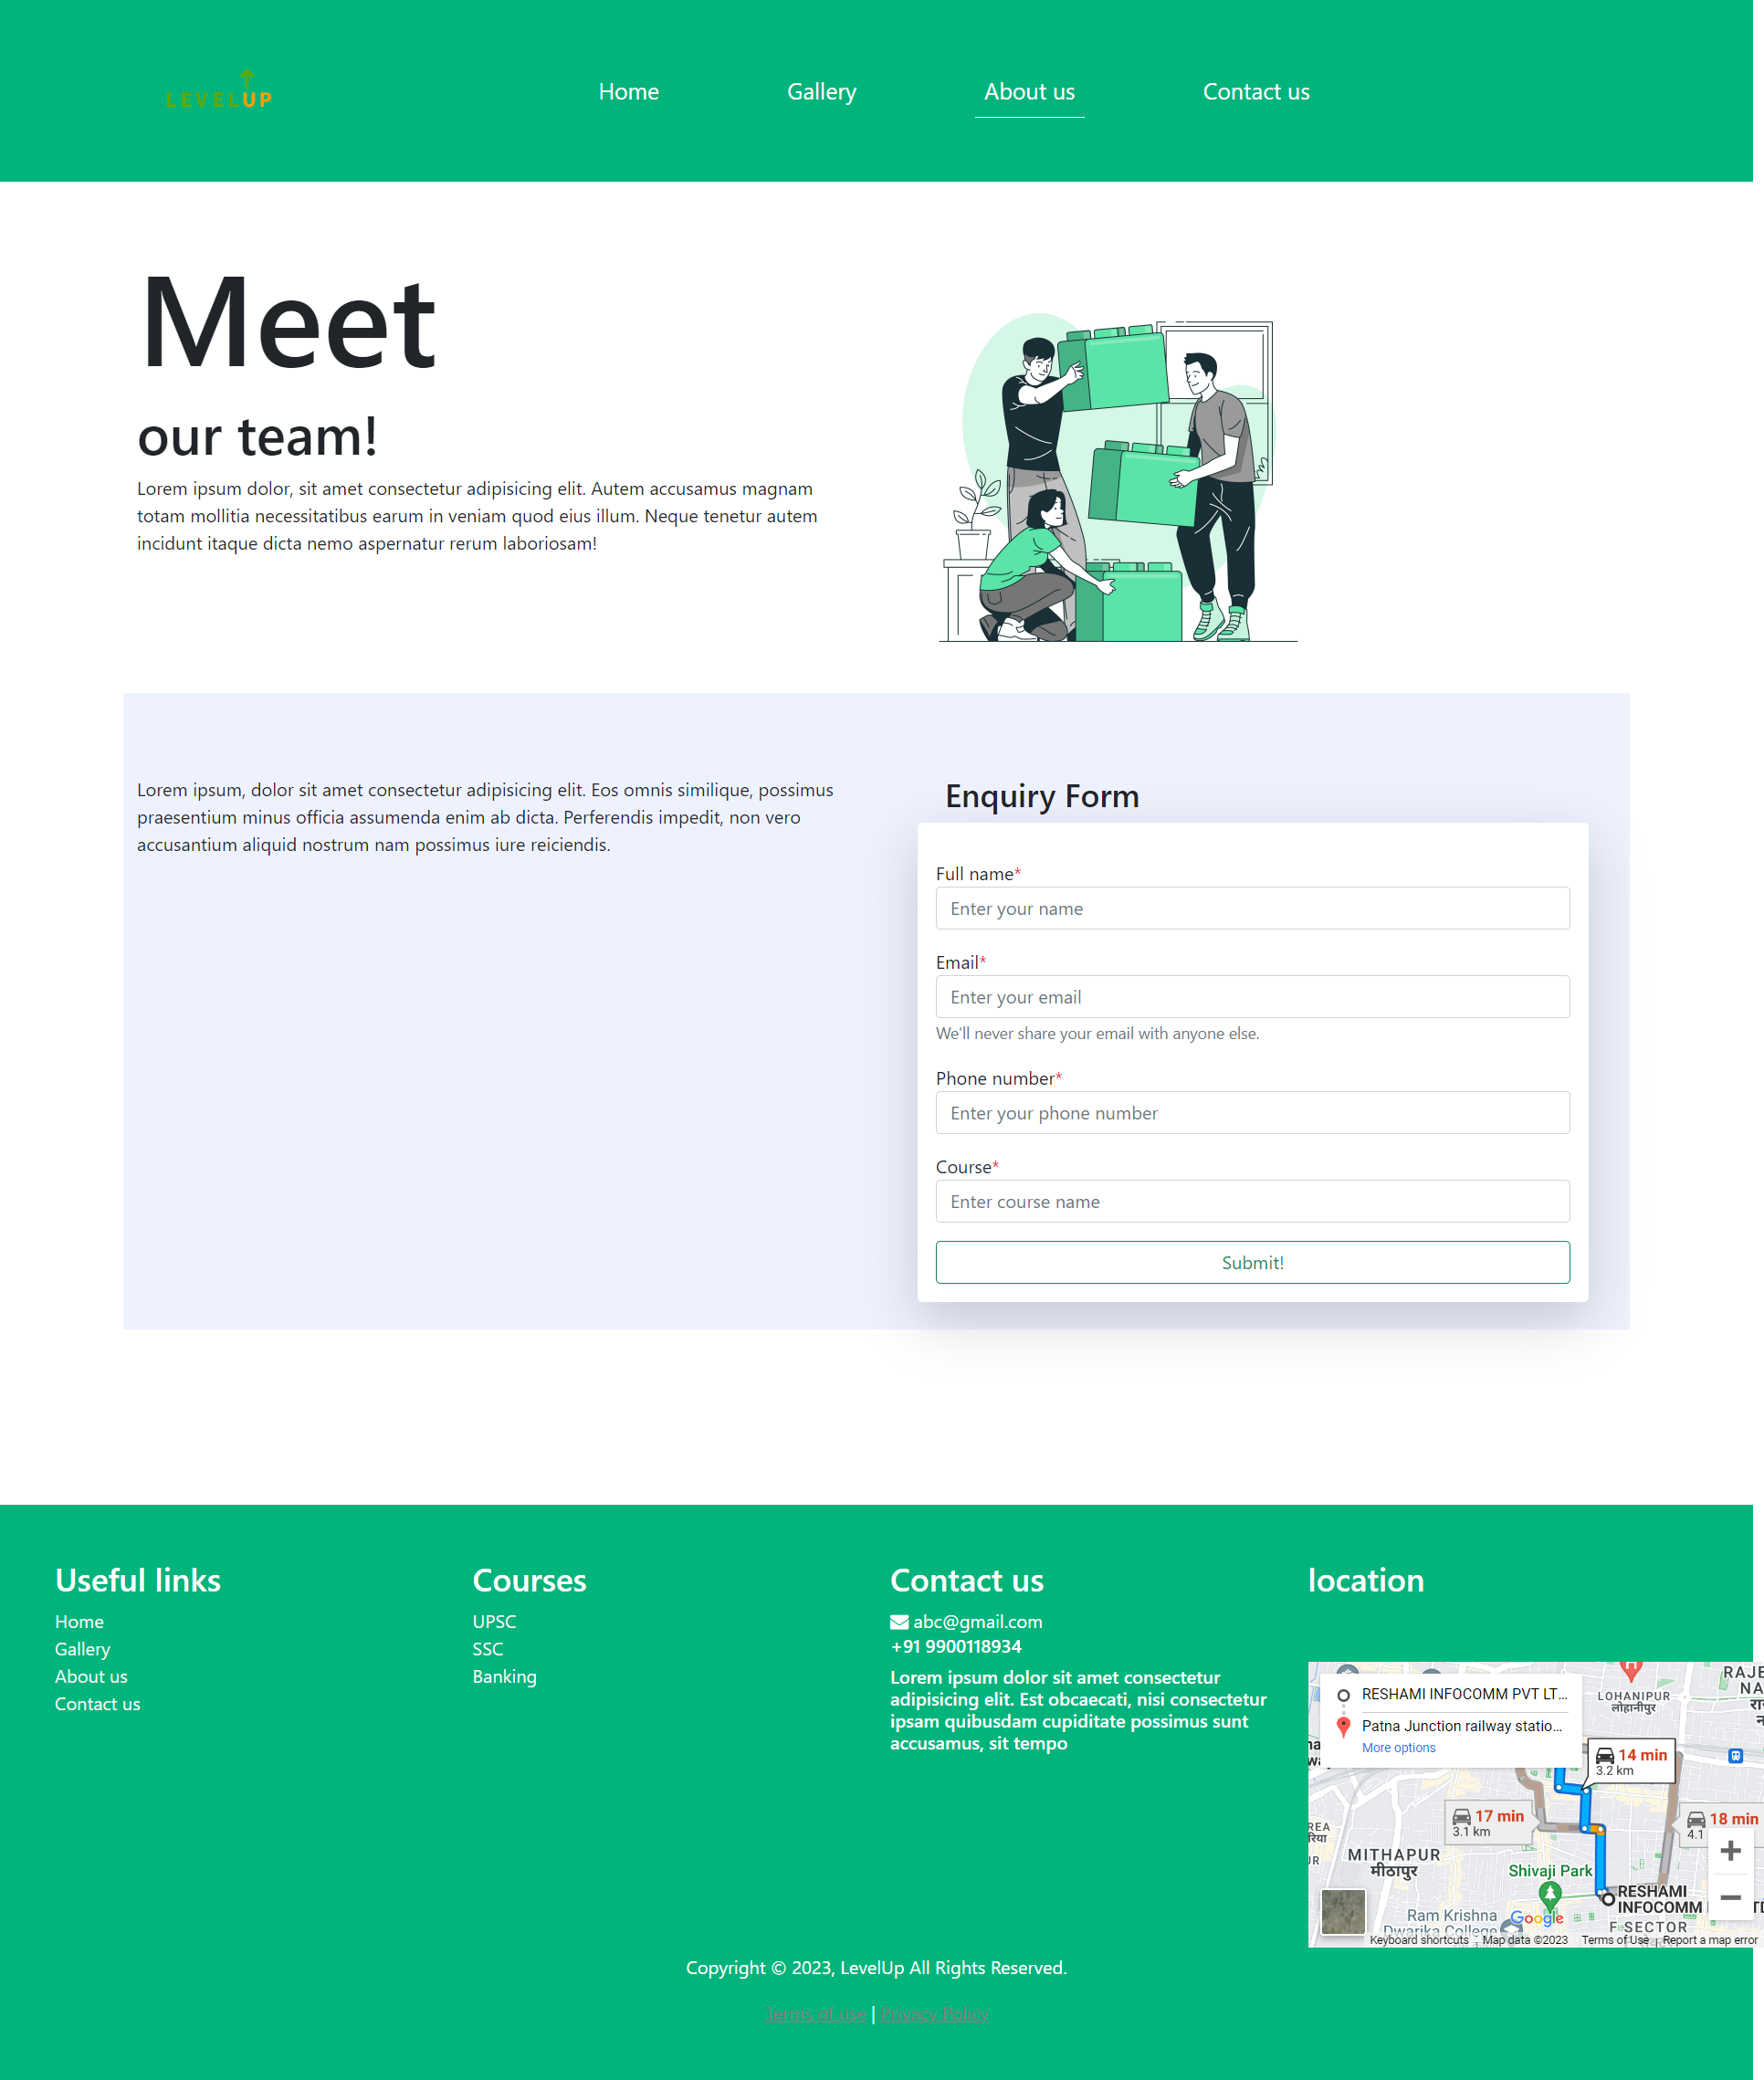 LEVELUP
Home
Gallery
About us
Contact us
Meet
our team!
Lorem ipsum dolor, sit amet consectetur adipisicing elit. Autem accusamus magnam
totam mollitia necessitatibus earum in veniam quod eius illum. Neque tenetur autem
incidunt itaque dicta nemo aspernatur rerum laboriosam!
Lorem ipsum, dolor sit amet consectetur adipisicing elit. Eos omnis similique, possimus
praesentium minus officia assumenda enim ab dicta. Perferendis impedit, non vero
accusantium aliquid nostrum nam possimus iure reiciendis.
Enquiry Form
Full name*
Enter your name
Email*
Enter your email
We'll never share your email with anyone else.
Phone number*
Enter your phone number
Course*
Enter course name
Submit!
Useful links
Home
Gallery
About us
Contact us
Courses
UPSC
SSC
Banking
Contact us
abc@gmail.com
+91 9900118934
Lorem ipsum dolor sit amet consectetur
adipisicing elit. Est obcaecati, nisi consectetur
ipsam quibusdam cupiditate possimus sunt
accusamus, sit tempo
location
RESHAMI INFOCOMM PVT LT...
Patna Junction railway statio...
More options
LOHANIPUR
लोहानीपुर
14 min
3.2 km
17 min
3.1 km
18 min
4.1
MITHAPUR
मीठापुर
Shivaji Park
RESHAMI
INFOCOMM
Ram Krishna
Dwarika College
Google
F SECTOR
Keyboard shortcuts
Map data ©2023
Terms of Use
Report a map error
Copyright © 2023, LevelUp All Rights Reserved.
Terms of use | Privacy Policy